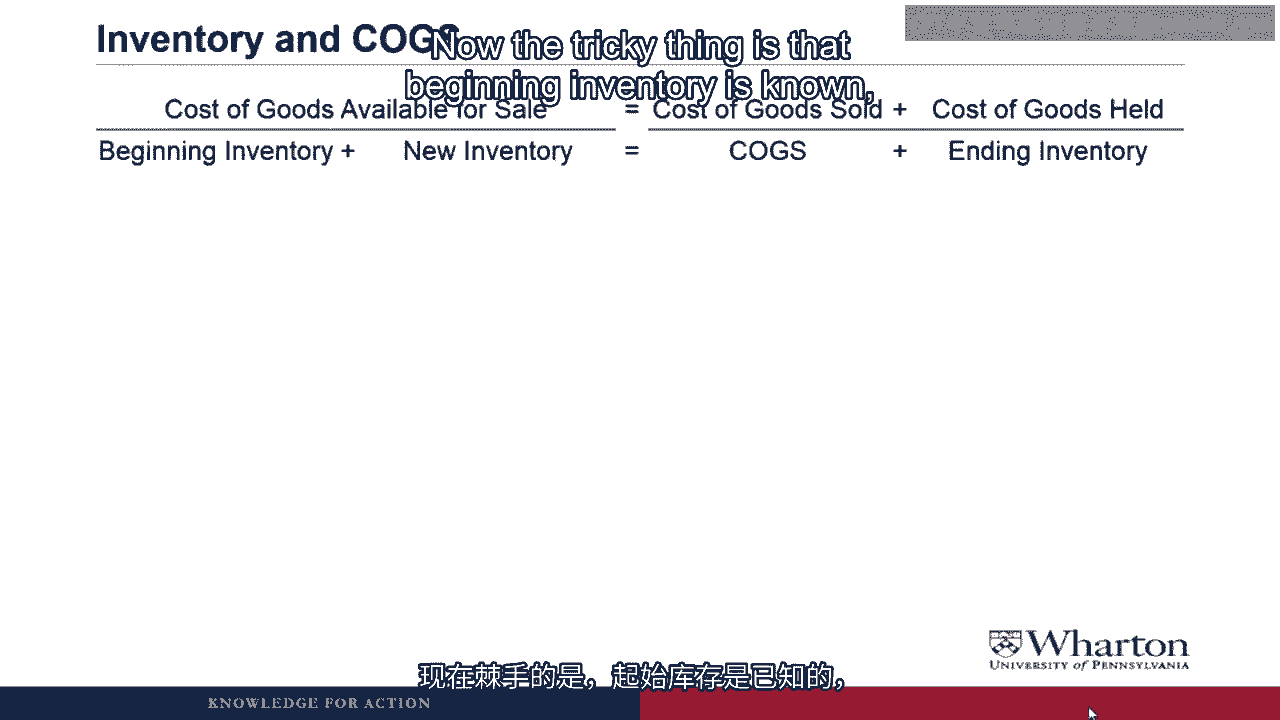 Inventory and COGS
Now the tricky thing is that
beginning inventory is known,
Cost of Goods Available for Sale = Cost of Goods Sold + Cost of Goods Held
Beginning Inventory + New Inventory = COGS + Ending Inventory
Wharton
UNIVERSITY of PENNSYLVANIA
现在棘手的是，起始库存是已知的，
KNOWLEDGE FOR ACTION